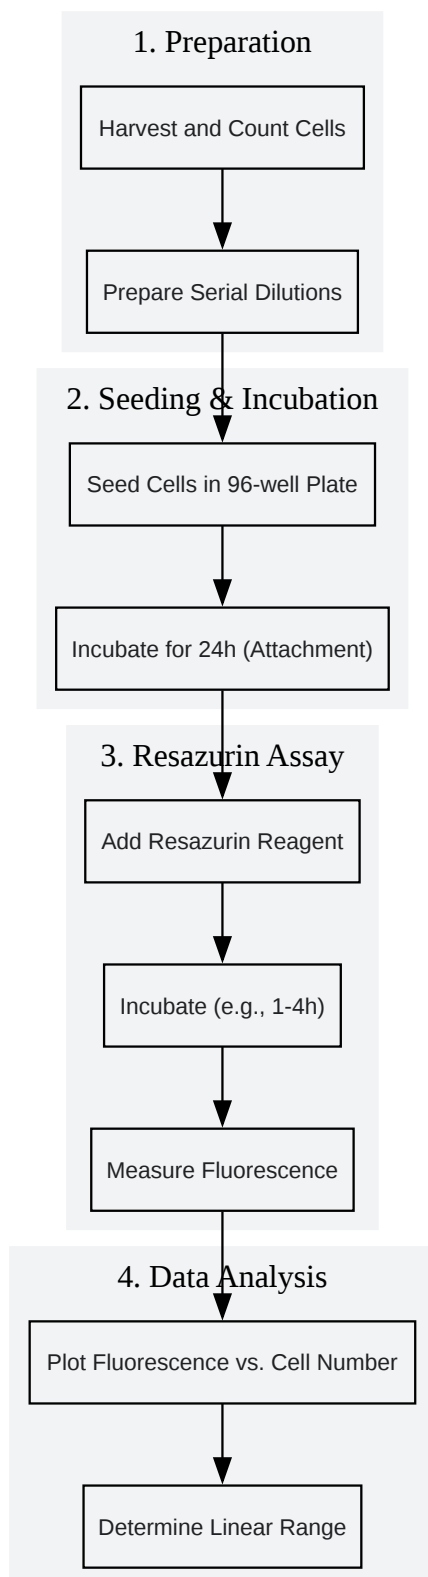 1. Preparation
Harvest and Count Cells
Prepare Serial Dilutions
2. Seeding & Incubation
Seed Cells in 96-well Plate
Incubate for 24h (Attachment)
3. Resazurin Assay
Add Resazurin Reagent
Incubate (e.g., 1-4h)
Measure Fluorescence
4. Data Analysis
Plot Fluorescence vs. Cell Number
Determine Linear Range